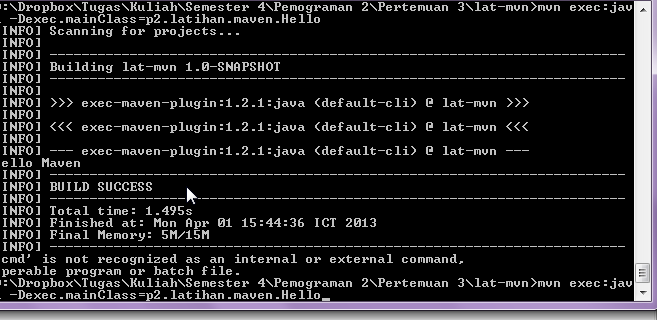 :\Dropbox\Tugas\Kuliah\Semester 4\Pemograman 2\Pertemuan 3\lat-mvn>mvn exec:jav
 -Dexec.mainClass=p2.latihan.maven.Hello
INFO] Scanning for projects...
INFO]
INFO] ------------------------------------------------------------------------
INFO] Building lat-mvn 1.0-SNAPSHOT
INFO] ------------------------------------------------------------------------
INFO]
INFO] >>> exec-maven-plugin:1.2.1:java (default-cli) @ lat-mvn >>>
INFO]
INFO] <<< exec-maven-plugin:1.2.1:java (default-cli) @ lat-mvn <<<
INFO]
INFO] --- exec-maven-plugin:1.2.1:java (default-cli) @ lat-mvn ---
ello Maven
INFO] ------------------------------------------------------------------------
INFO] BUILD SUCCESS
INFO] ------------------------------------------------------------------------
INFO] Total time: 1.495s
INFO] Finished at: Mon Apr 01 15:44:36 ICT 2013
INFO] Final Memory: 5M/15M
INFO] ------------------------------------------------------------------------
cmd' is not recognized as an internal or external command,
perable program or batch file.
:\Dropbox\Tugas\Kuliah\Semester 4\Pemograman 2\Pertemuan 3\lat-mvn>mvn exec:jav
 -Dexec.mainClass=p2.latihan.maven.Hello_